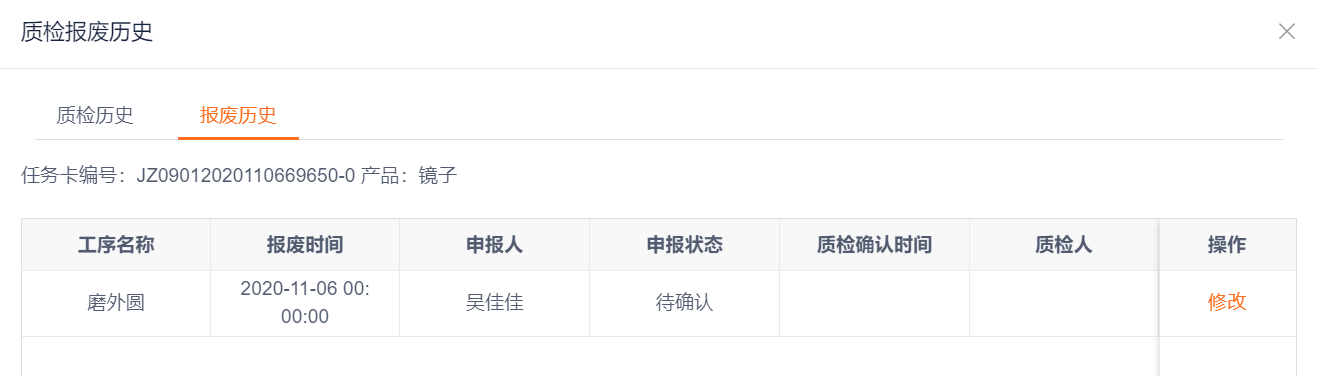 质检报废历史
质检历史 报废历史
任务卡编号：JZ09012020110669650-0 产品：镜子
工序名称 报废时间 申报人 申报状态 质检确认时间 质检人 操作
磨外圆 2020-11-06 00: 吴佳佳 待确认 修改
00:00